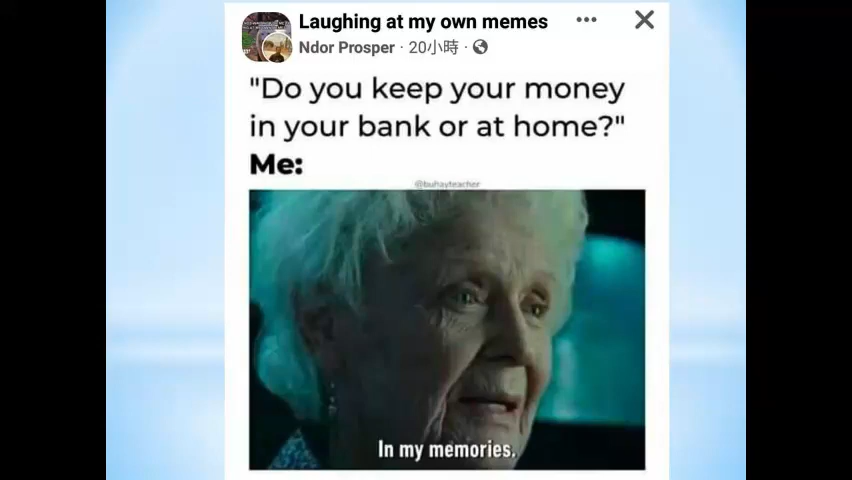 Laughing at my own memes
Ndor Prosper · 20小時 ·
"Do you keep your money
in your bank or at home?"
Me:
@buhayteacher
In my memories.